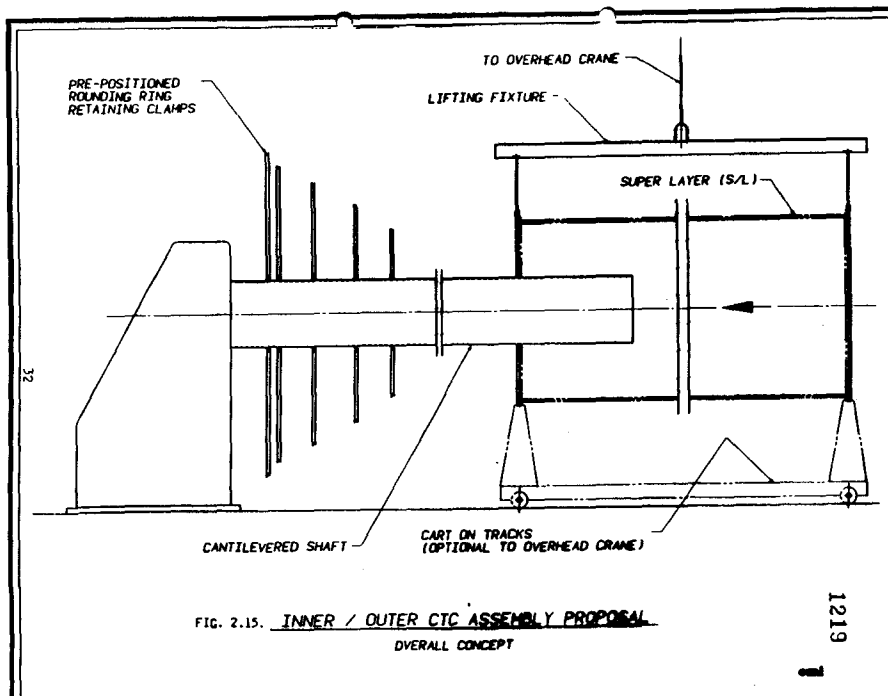 TO OVERHEAD CRANE
PRE-POSITIONED
ROUNDING RING
RETAINING CLAMPS
LIFTING FIXTURE
SUPER LAYER (S/L)
32
CANTILEVERED SHAFT
CART ON TRACKS
(OPTIONAL TO OVERHEAD CRANE)
FIG. 2.15. INNER / OUTER CTC ASSEMBLY PROPOSAL
OVERALL CONCEPT
1219